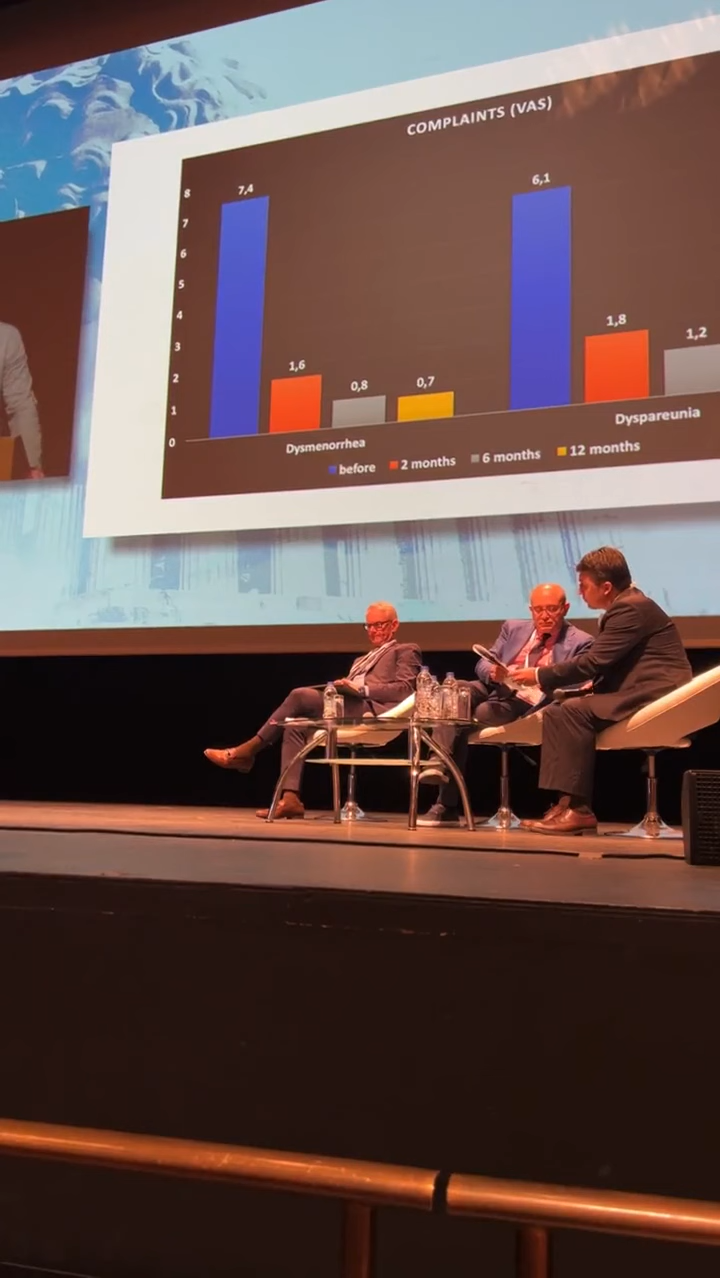 COMPLAINTS (VAS)
8
7
6
5
4
3
2
1
0
7,4
1,6
0,8
0,7
6,1
1,8
1,2
Dysmenorrhea
Dyspareunia
before
2 months
6 months
12 months